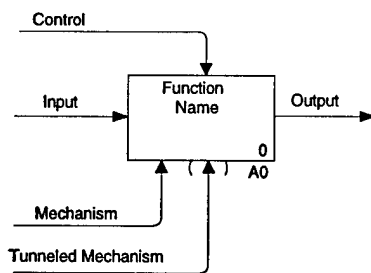 Control
Function
Name
Input
Output
0
A0
( )
Mechanism
Tunneled Mechanism